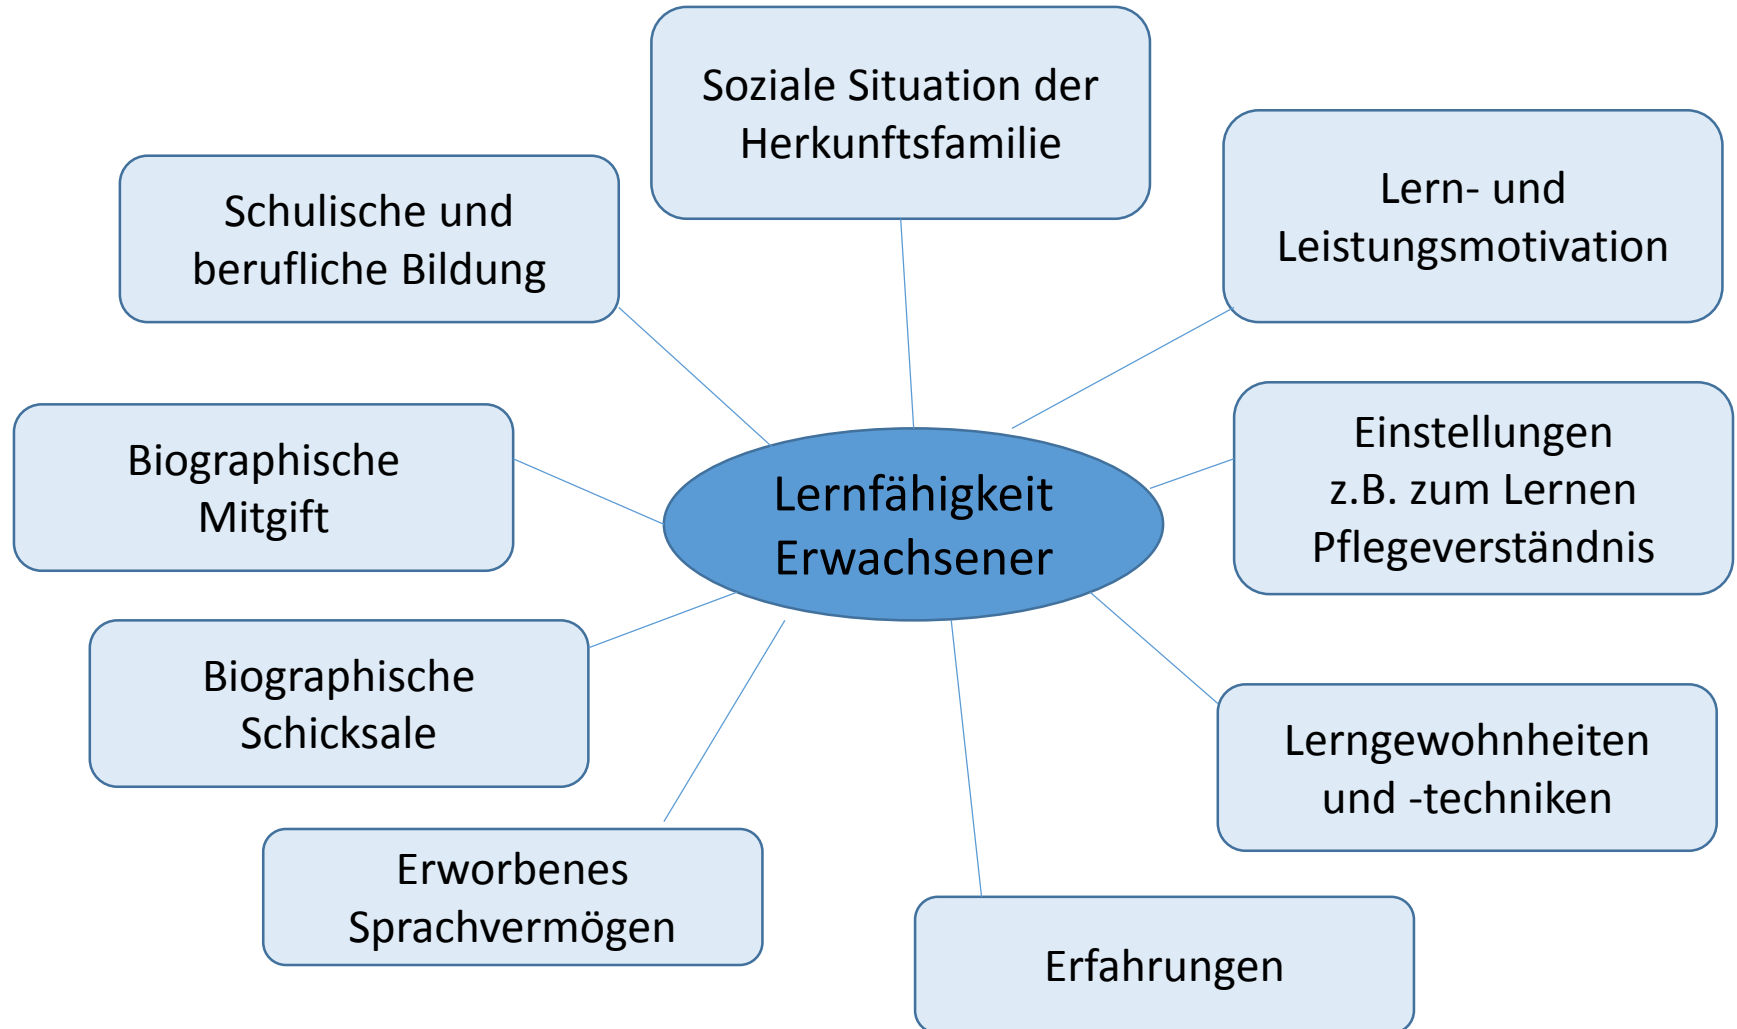 Soziale Situation der
Herkunftsfamilie
Lern- und
Leistungsmotivation
Schulische und
berufliche Bildung
Einstellungen
z.B. zum Lernen
Pflegeverständnis
Biographische
Mitgift
Lernfähigkeit
Erwachsener
Biographische
Schicksale
Lerngewohnheiten
und -techniken
Erworbenes
Sprachvermögen
Erfahrungen